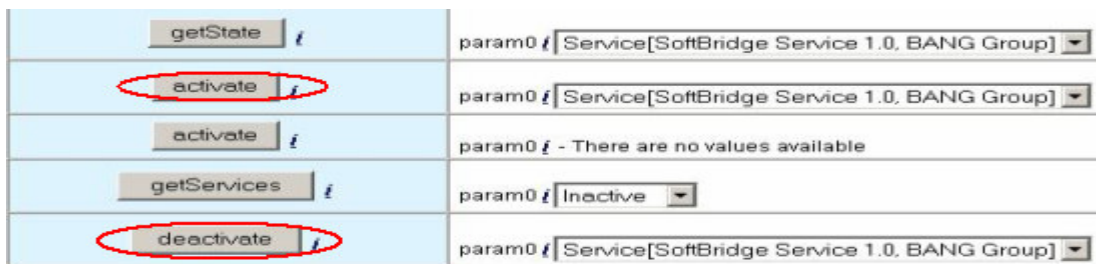 getState i param0 i Service[SoftBridge Service 1.0, BANG Group]
activate i param0 i Service[SoftBridge Service 1.0, BANG Group]
activate i param0 i - There are no values available
getServices i param0 i Inactive
deactivate i param0 i Service[SoftBridge Service 1.0, BANG Group]